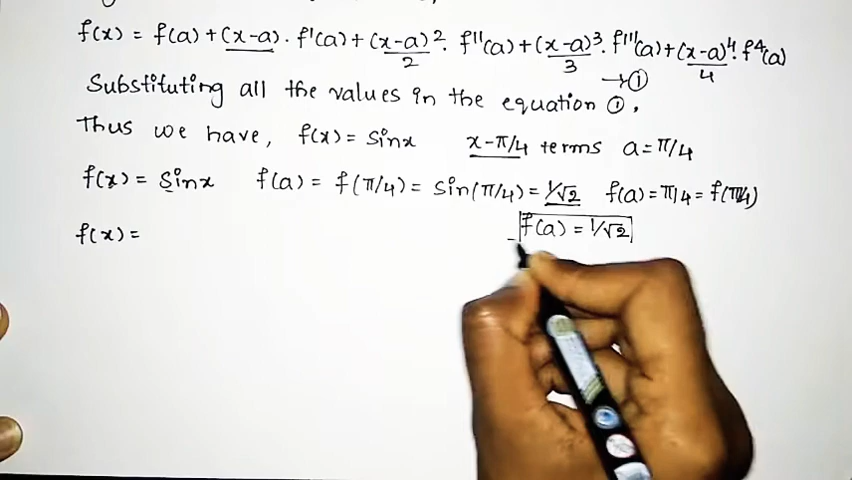 f(x) = f(a) + (x-a) . f'(a) + (x-a)²/2 . f''(a) + (x-a)³/3 . f'''(a) + (x-a)⁴/4 . f⁴(a)
→①
Substituting all the values in the equation ①.
Thus we have, f(x) = sinx x-π/4 terms a = π/4
f(x) = sinx f(a) = f(π/4) = sin(π/4) = 1/√2 f(a) = π/4 = f(π/4)
f(x) = f(a) = 1/√2